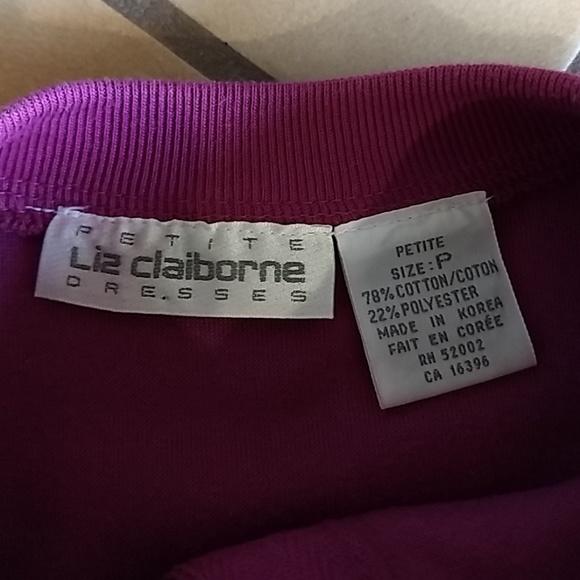 PETITE
Liz claiborne
DRESSES
PETITE
SIZE: P
78% COTTON/COTON
22% POLYESTER
MADE IN KOREA
FAIT EN CORÉE
RN 52002
CA 16396